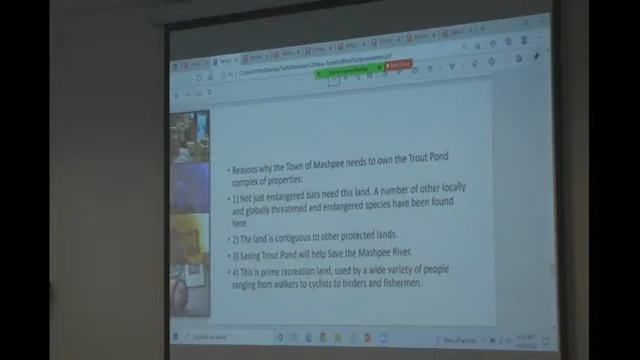 Reasons why the Town of Mashpee needs to own the Trout Pond
complex of properties:
1) Not just endangered bats need this land. A number of other locally
and globally threatened and endangered species have been found
here.
2) The land is contiguous to other protected lands.
3) Saving Trout Pond will help Save the Mashpee River.
4) This is prime recreation land, used by a wide variety of people
ranging from walkers to cyclists to birders and fishermen.